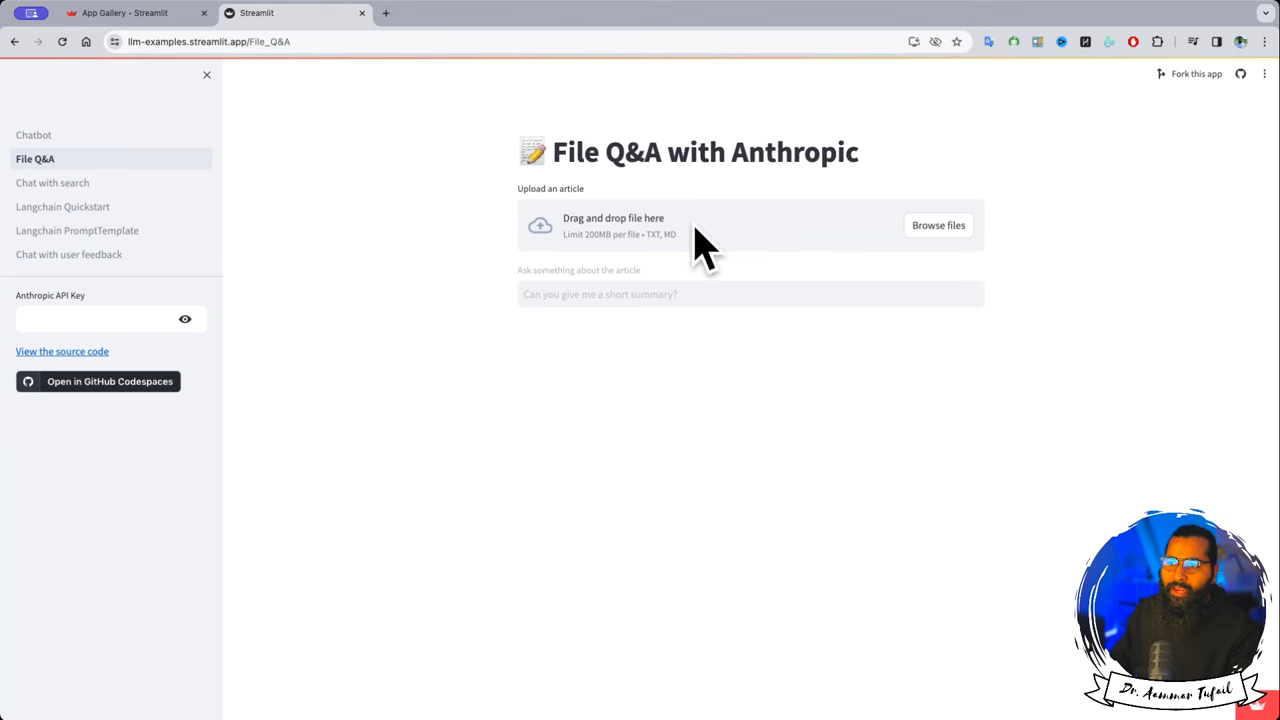 App Gallery • Streamlit
Streamlit
llm-examples.streamlit.app/File_Q&A
Fork this app
Chatbot
File Q&A
Chat with search
Langchain Quickstart
Langchain PromptTemplate
Chat with user feedback
Anthropic API Key
View the source code
Open in GitHub Codespaces
File Q&A with Anthropic
Upload an article
Drag and drop file here
Limit 200MB per file • TXT, MD
Browse files
Ask something about the article
Can you give me a short summary?
Dr. Aammar Tufail